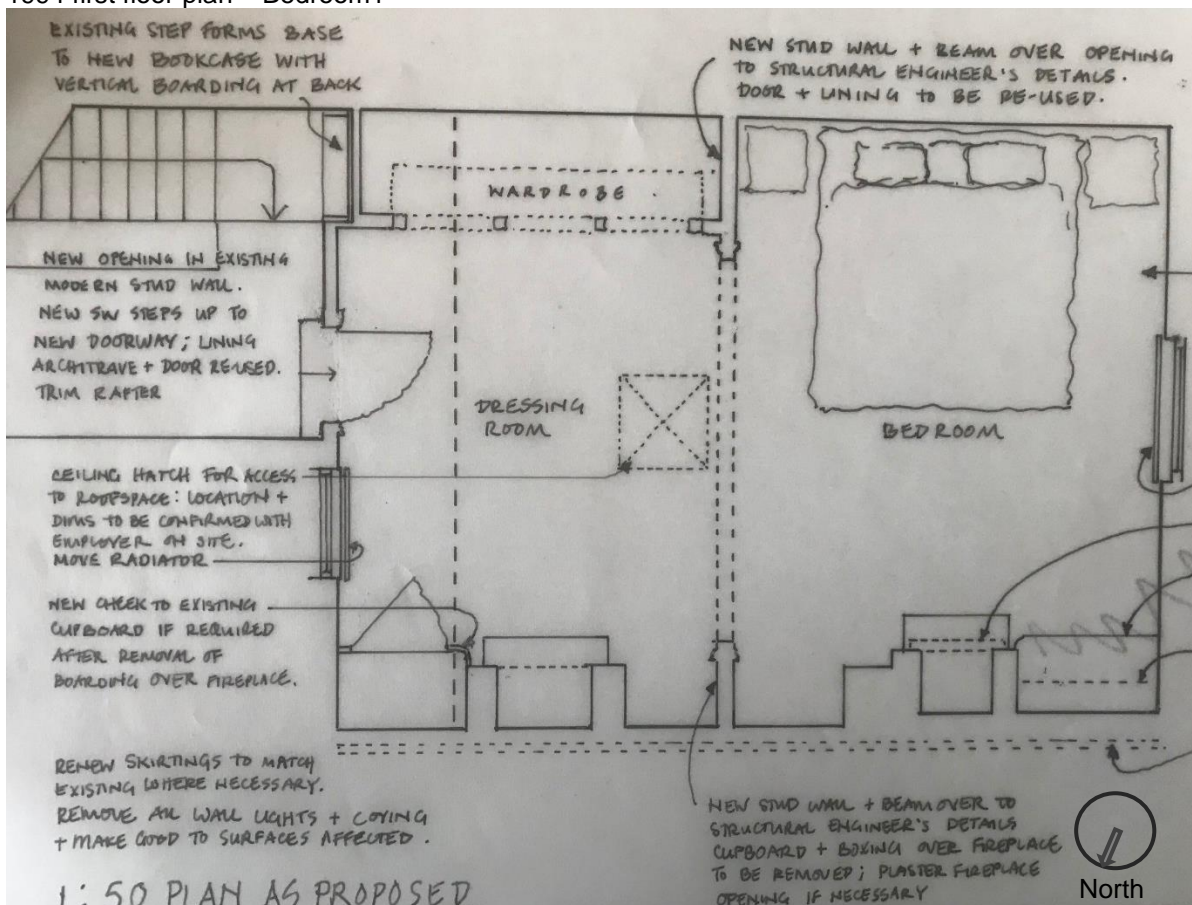 EXISTING STEP FORMS BASE
TO NEW BOOKCASE WITH
VERTICAL BOARDING AT BACK
NEW STUD WALL + BEAM OVER OPENING
TO STRUCTURAL ENGINEER'S DETAILS.
DOOR + LINING TO BE RE-USED.
WARDROBE
NEW OPENING IN EXISTING
MODERN STUD WALL.
NEW SW STEPS UP TO
NEW DOORWAY; LINING
ARCHITRAVE + DOOR RE-USED.
TRIM RAFTER
DRESSING
ROOM
BEDROOM
CEILING HATCH FOR ACCESS
TO ROOFSPACE: LOCATION +
DIMS TO BE CONFIRMED WITH
EMPLOYER ON SITE.
MOVE RADIATOR
NEW CHEEK TO EXISTING
CUPBOARD IF REQUIRED
AFTER REMOVAL OF
BOARDING OVER FIREPLACE.
RENEW SKIRTINGS TO MATCH
EXISTING WHERE NECESSARY.
REMOVE ALL WALL LIGHTS + COVING
+ MAKE GOOD TO SURFACES AFFECTED.
NEW STUD WALL + BEAM OVER TO
STRUCTURAL ENGINEER'S DETAILS
CUPBOARD + BOXING OVER FIREPLACE
TO BE REMOVED; PLASTER FIREPLACE
OPENING IF NECESSARY
North
1:50 PLAN AS PROPOSED